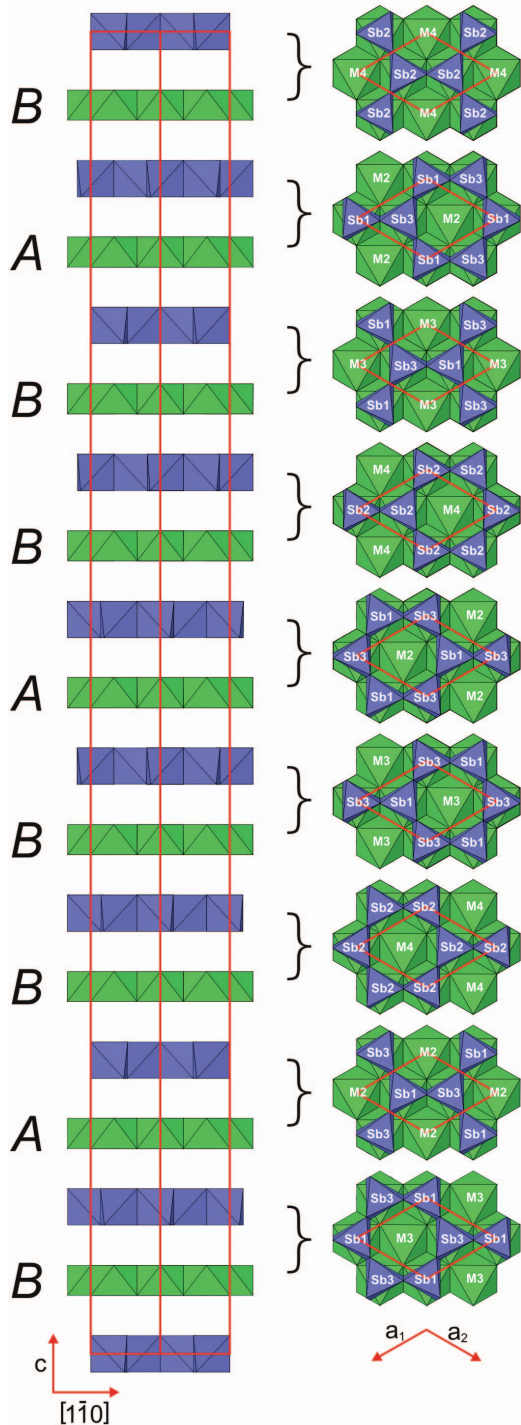 B
Sb2 M4 Sb2
M4 Sb2 Sb2 M4
Sb2 M4 Sb2
A
M2 Sb1 Sb3
Sb1 Sb3 M2 Sb1
M2 Sb1 Sb3
B
Sb1 M3 Sb3
M3 Sb3 Sb1 M3
Sb1 M3 Sb3
B
M4 Sb2 Sb2
Sb2 Sb2 M4 Sb2
M4 Sb2 Sb2
A
Sb1 Sb3 M2
Sb3 M2 Sb1 Sb3
Sb1 Sb3 M2
B
M3 Sb3 Sb1
Sb3 Sb1 M3 Sb3
M3 Sb3 Sb1
B
Sb2 Sb2 M4
Sb2 M4 Sb2 Sb2
Sb2 Sb2 M4
A
Sb3 M2 Sb1
M2 Sb1 Sb3 M2
Sb3 M2 Sb1
B
Sb3 Sb1 M3
Sb1 M3 Sb3 Sb1
Sb3 Sb1 M3
c
[11̄0]
a₁ a₂